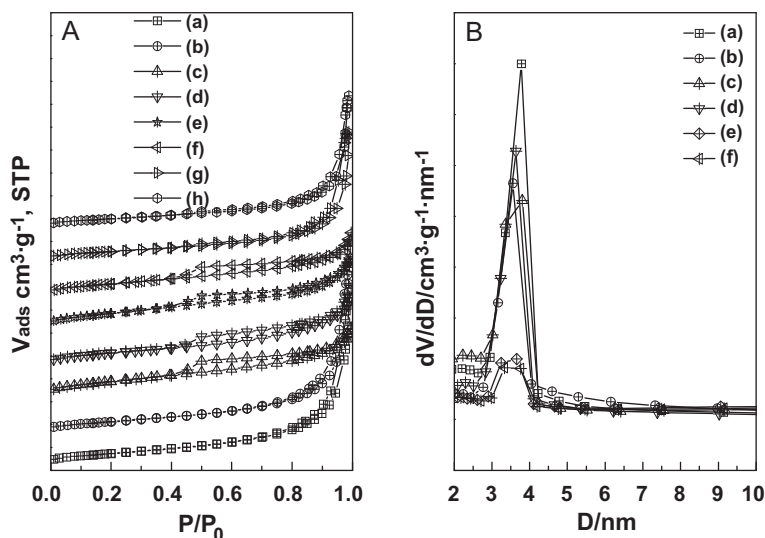 A
(a)
(b)
(c)
(d)
(e)
(f)
(g)
(h)
Vads cm³·g⁻¹, STP
0.0 0.2 0.4 0.6 0.8 1.0
P/P₀
B
(a)
(b)
(c)
(d)
(e)
(f)
dV/dD/cm³·g⁻¹·nm⁻¹
2 3 4 5 6 7 8 9 10
D/nm